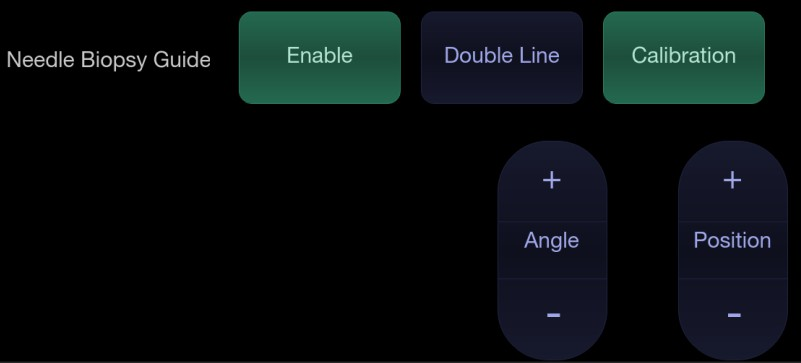 Needle Biopsy Guide
Enable
Double Line
Calibration
+
+
Angle
Position
-
-